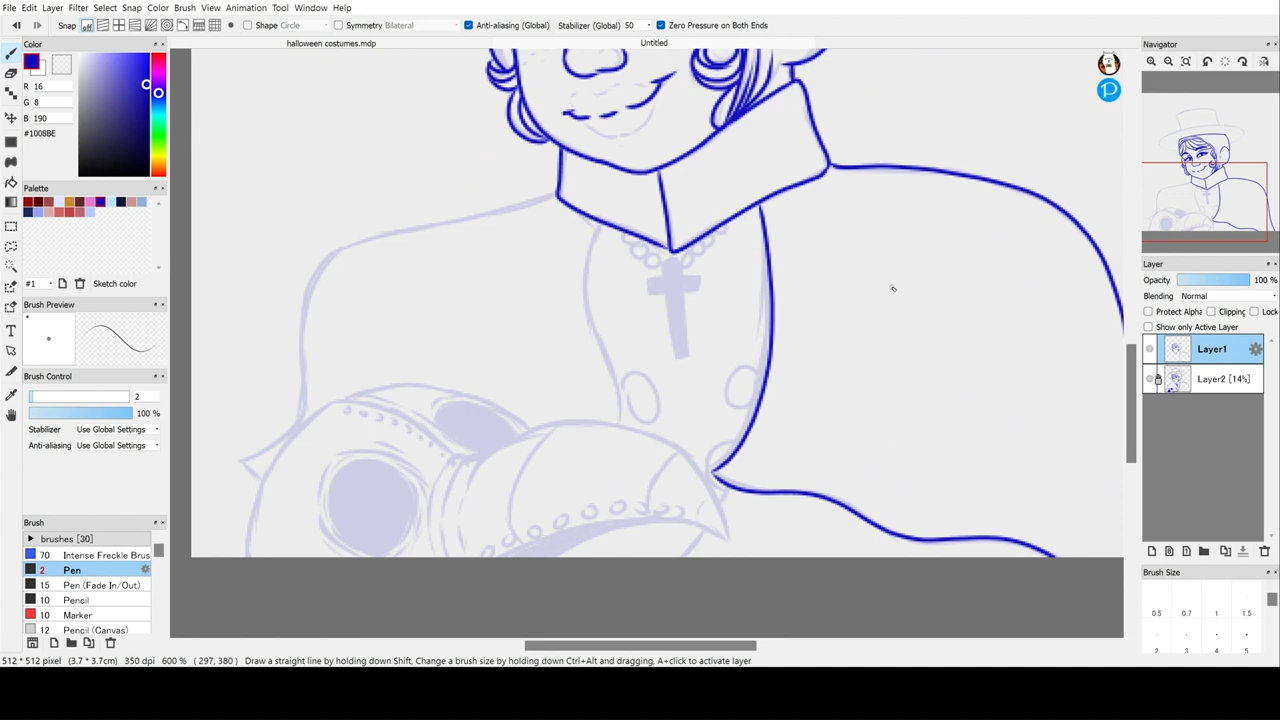 File Edit Layer Filter Snap Color Brush View Animation Tool Window Help
Snap off Shape Circle Symmetry Bilateral Anti-aliasing (Global) Stabilizer (Global) 50 Zero Pressure on Both Ends
Color
halloween costumes.mdp
Untitled
Navigator
R 16
G 8
B 190
#1008BE
Palette
#1 Sketch color
Brush Preview
Brush Control
2
100 %
Stabilizer Use Global Settings
Anti-aliasing Use Global Settings
Brush
brushes [30]
70 Intense Freckle Brus
2 Pen
15 Pen (Fade In/Out)
10 Pencil
10 Marker
12 Pencil (Canvas)
Layer
Opacity 100 %
Blending Normal
Protect Alpha Clipping Lock
Show only Active Layer
Layer1
Layer2 [14%]
Brush Size
0.5 0.7 1 1.5
2 3 4 5
512 * 512 pixel (3.7 * 3.7cm) 350 dpi 600 % ( 297, 380 ) Draw a straight line by holding down Shift, Change a brush size by holding down Ctrl+Alt and dragging, A+click to activate layer